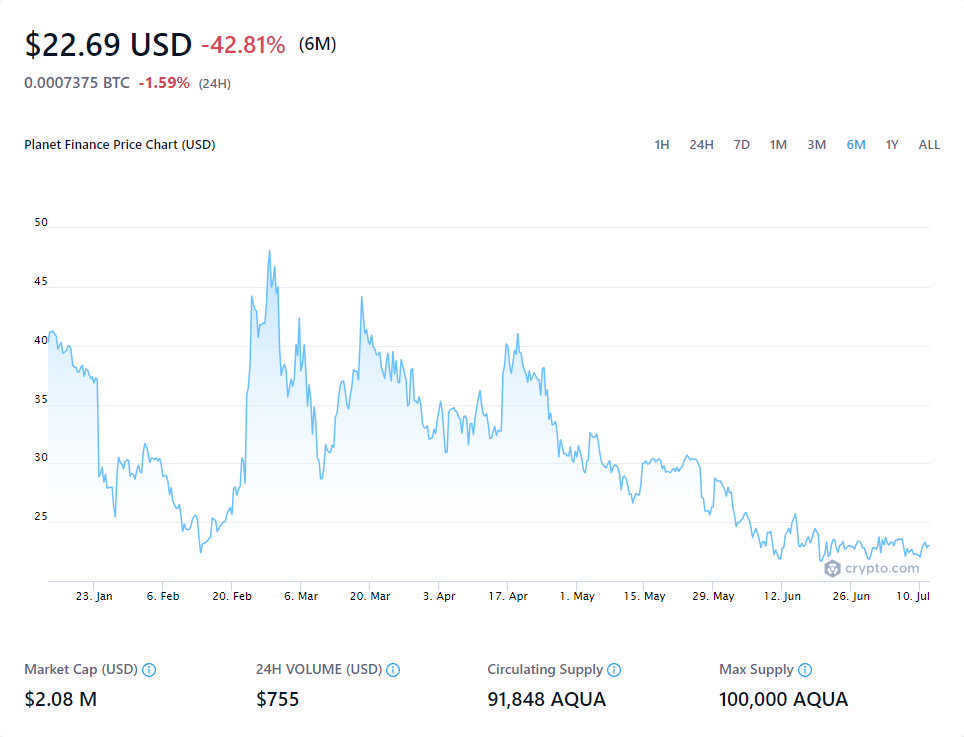 $22.69 USD -42.81% (6M)
0.0007375 BTC -1.59% (24H)
Planet Finance Price Chart (USD) 1H 24H 7D 1M 3M 6M 1Y ALL
50
45
40
35
30
25
crypto.com
23. Jan 6. Feb 20. Feb 6. Mar 20. Mar 3. Apr 17. Apr 1. May 15. May 29. May 12. Jun 26. Jun 10. Jul
Market Cap (USD) 24H VOLUME (USD) Circulating Supply Max Supply
$2.08 M $755 91,848 AQUA 100,000 AQUA